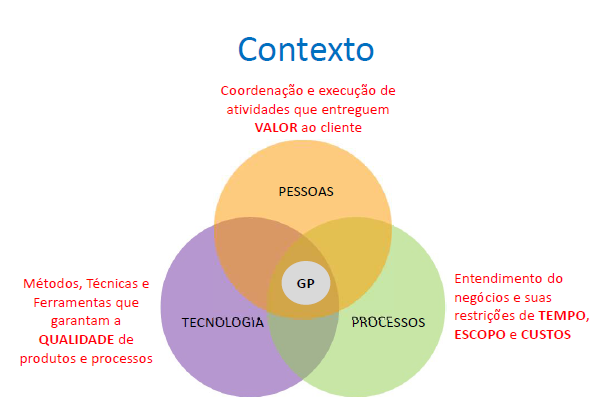 Contexto
Coordenação e execução de
atividades que entreguem
VALOR ao cliente
PESSOAS
Métodos, Técnicas e
Ferramentas que
garantam a
QUALIDADE de
produtos e processos
GP
Entendimento do
negócios e suas
restrições de TEMPO,
ESCOPO e CUSTOS
TECNOLOGIA
PROCESSOS